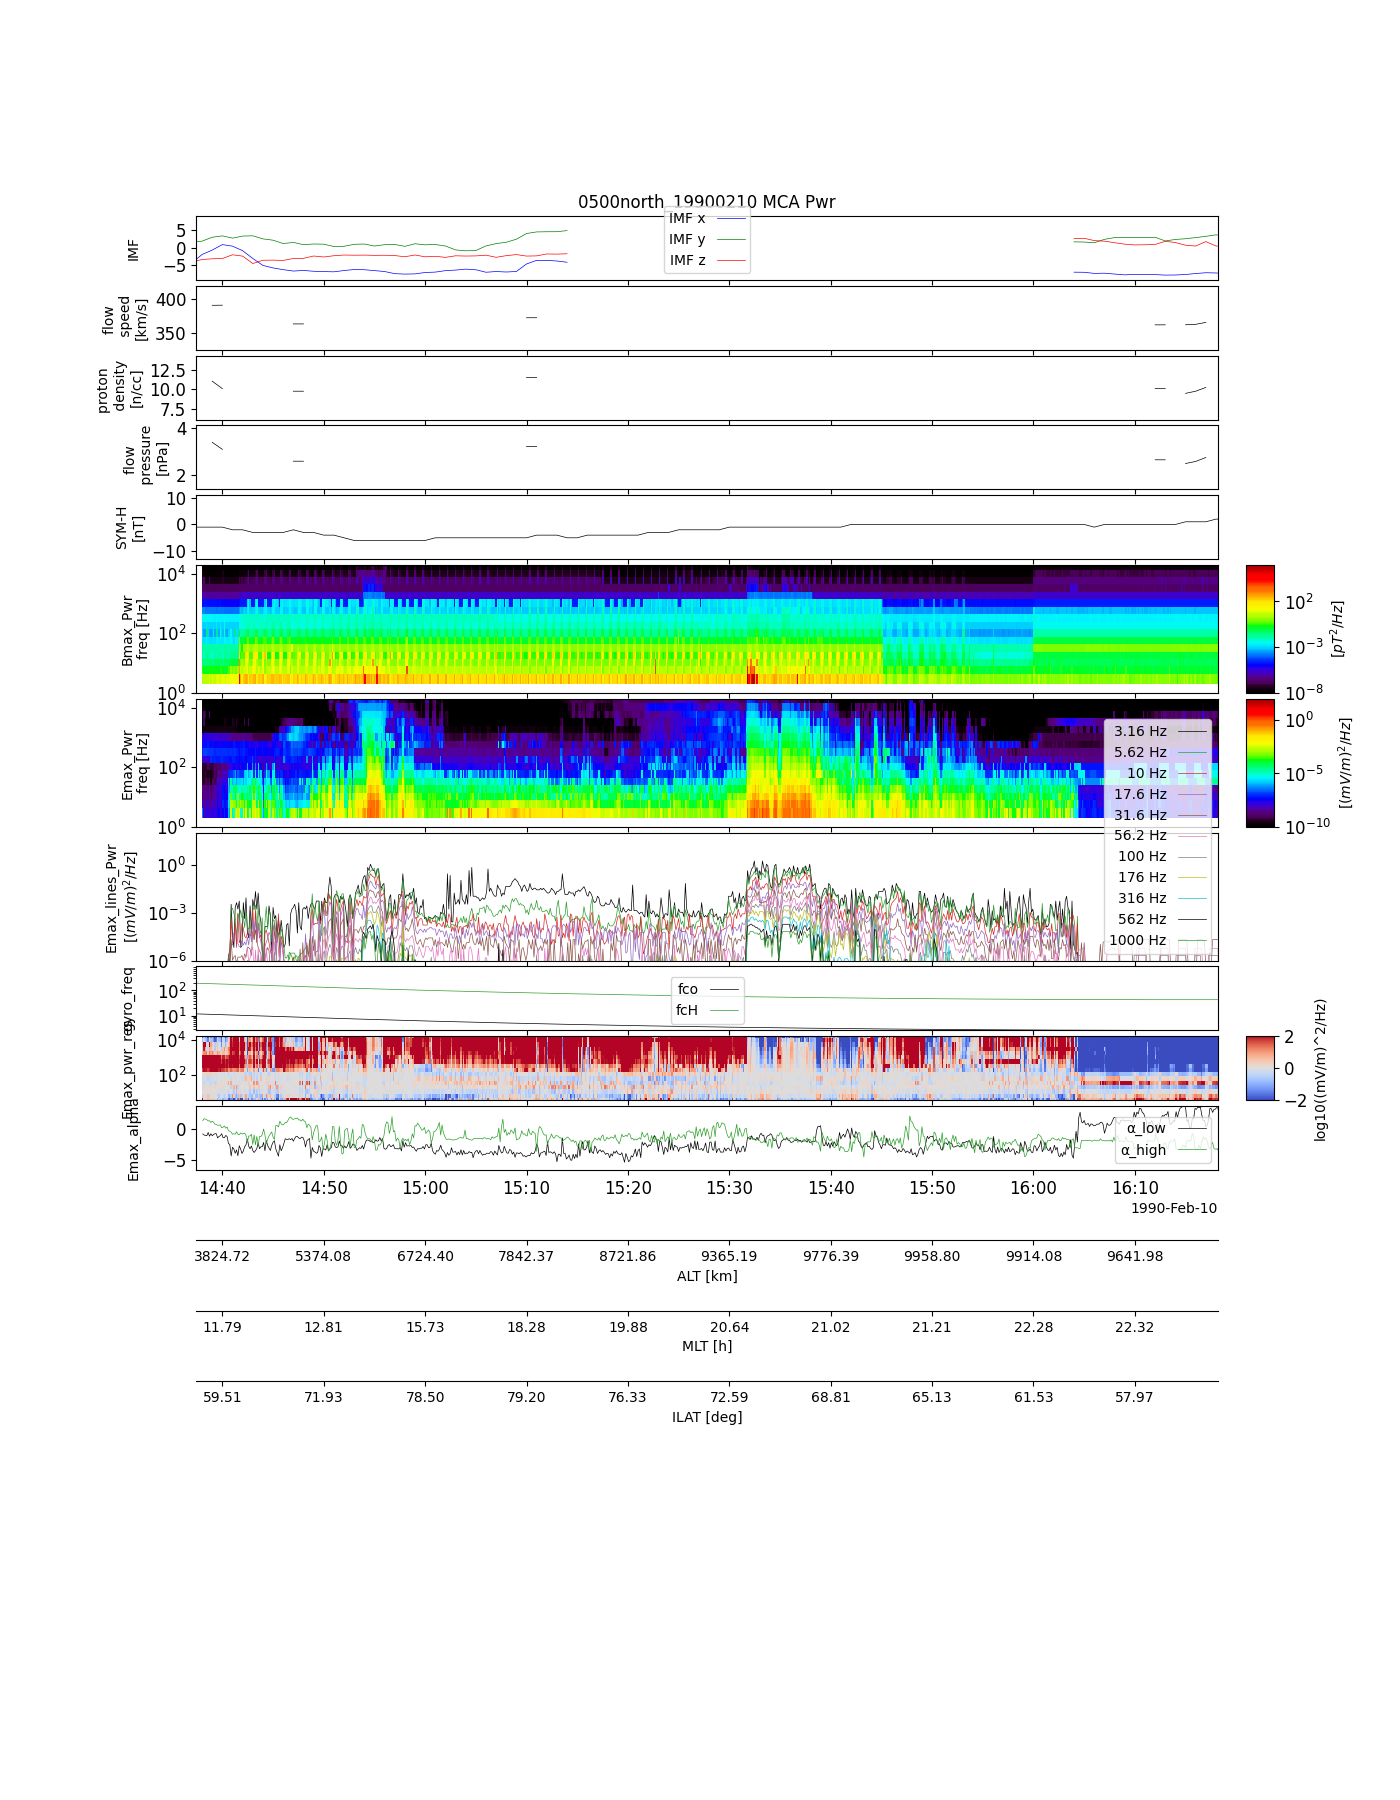 0500north_19900210 MCA Pwr
IMF
5
0
−5
IMF x
IMF y
IMF z
flow
speed
[km/s]
400
350
proton
density
[n/cc]
12.5
10.0
7.5
flow
pressure
[nPa]
4
2
SYM-H
[nT]
10
0
−10
Bmax_Pwr
freq [Hz]
10^4
10^2
10^0
10^2
10^−3
10^−8
[pT^2/Hz]
Emax_Pwr
freq [Hz]
10^4
10^2
10^0
10^0
10^−5
10^−10
[(mV/m)^2/Hz]
3.16 Hz
5.62 Hz
10 Hz
17.6 Hz
31.6 Hz
56.2 Hz
100 Hz
176 Hz
316 Hz
562 Hz
1000 Hz
Emax_lines_Pwr
[(mV/m)^2/Hz]
10^0
10^−3
10^−6
gyro_freq
10^2
10^1
fco
fcH
Emax_pwr_reg
10^4
10^2
2
0
−2
log10((mV/m)^2/Hz)
Emax_alpha
0
−5
α_low
α_high
14:40 14:50 15:00 15:10 15:20 15:30 15:40 15:50 16:00 16:10
1990-Feb-10
3824.72 5374.08 6724.40 7842.37 8721.86 9365.19 9776.39 9958.80 9914.08 9641.98
ALT [km]
11.79 12.81 15.73 18.28 19.88 20.64 21.02 21.21 22.28 22.32
MLT [h]
59.51 71.93 78.50 79.20 76.33 72.59 68.81 65.13 61.53 57.97
ILAT [deg]